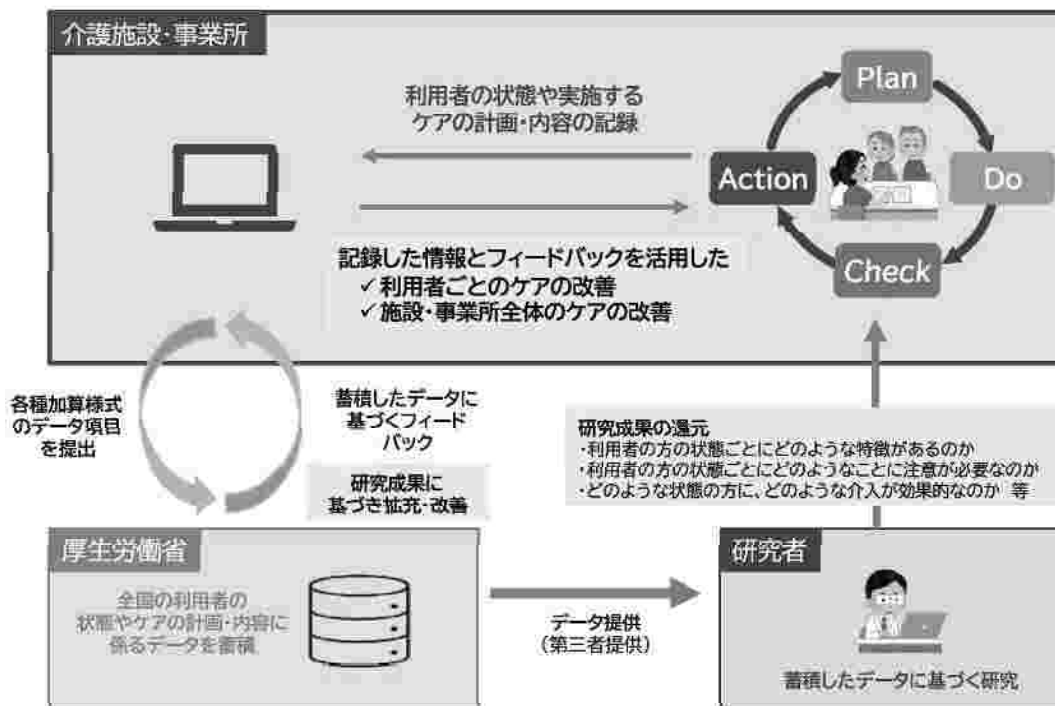 介護施設・事業所
利用者の状態や実施する
ケアの計画・内容の記録
Plan
Do
Check
Action
記録した情報とフィードバックを活用した
✓利用者ごとのケアの改善
✓施設・事業所全体のケアの改善
各種加算様式
のデータ項目
を提出
蓄積したデータに
基づくフィード
バック
研究成果に
基づき拡充・改善
研究成果の還元
・利用者の方の状態ごとにどのような特徴があるのか
・利用者の方の状態ごとにどのようなことに注意が必要なのか
・どのような状態の方に、どのような介入が効果的なのか 等
厚生労働省
全国の利用者の
状態やケアの計画・内容に
係るデータを蓄積
データ提供
(第三者提供)
研究者
蓄積したデータに基づく研究